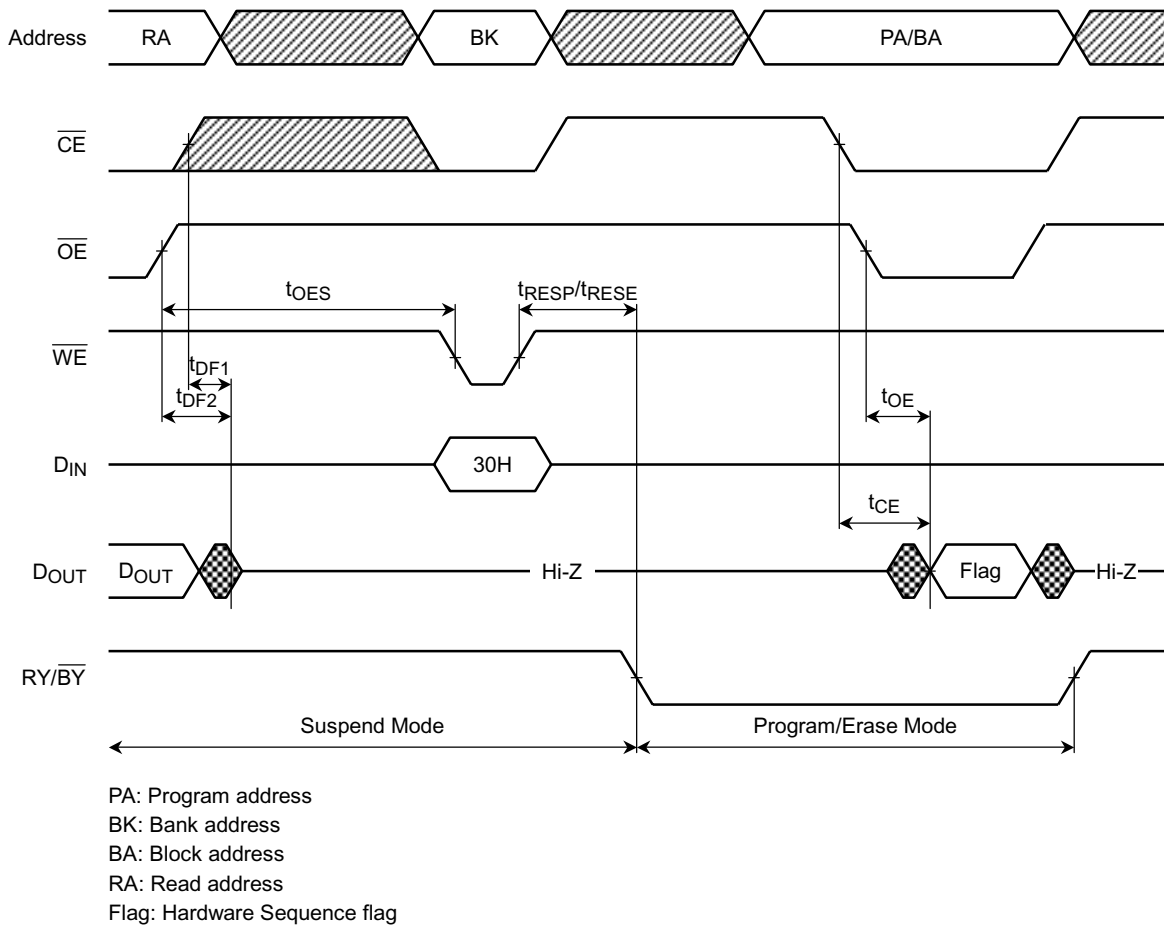 Address RA BK PA/BA
CE
OE
tOES tRESP/tRESE
WE
tDF1
tDF2 tOE
DIN 30H
tCE
DOUT DOUT Hi-Z Flag Hi-Z
RY/BY
Suspend Mode Program/Erase Mode
PA: Program address
BK: Bank address
BA: Block address
RA: Read address
Flag: Hardware Sequence flag